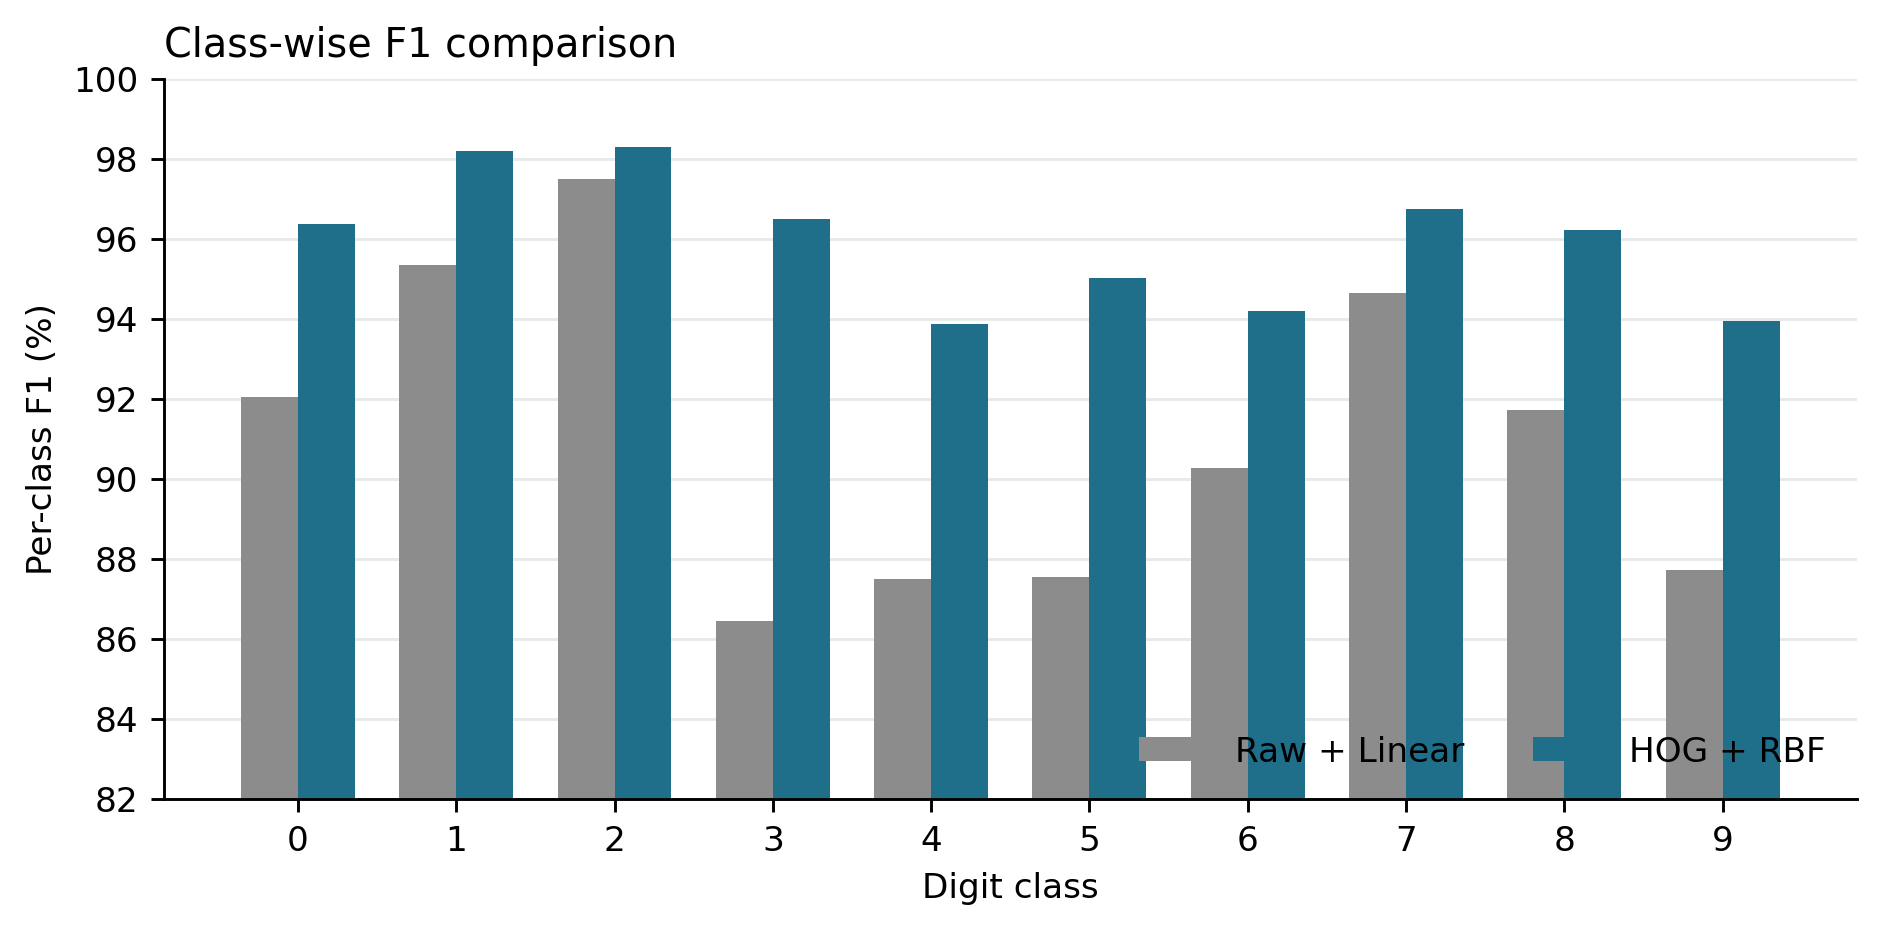 Class-wise F1 comparison
100
98
96
94
92
90
88
86
84
82
Per-class F1 (%)
Raw + Linear HOG + RBF
0 1 2 3 4 5 6 7 8 9
Digit class